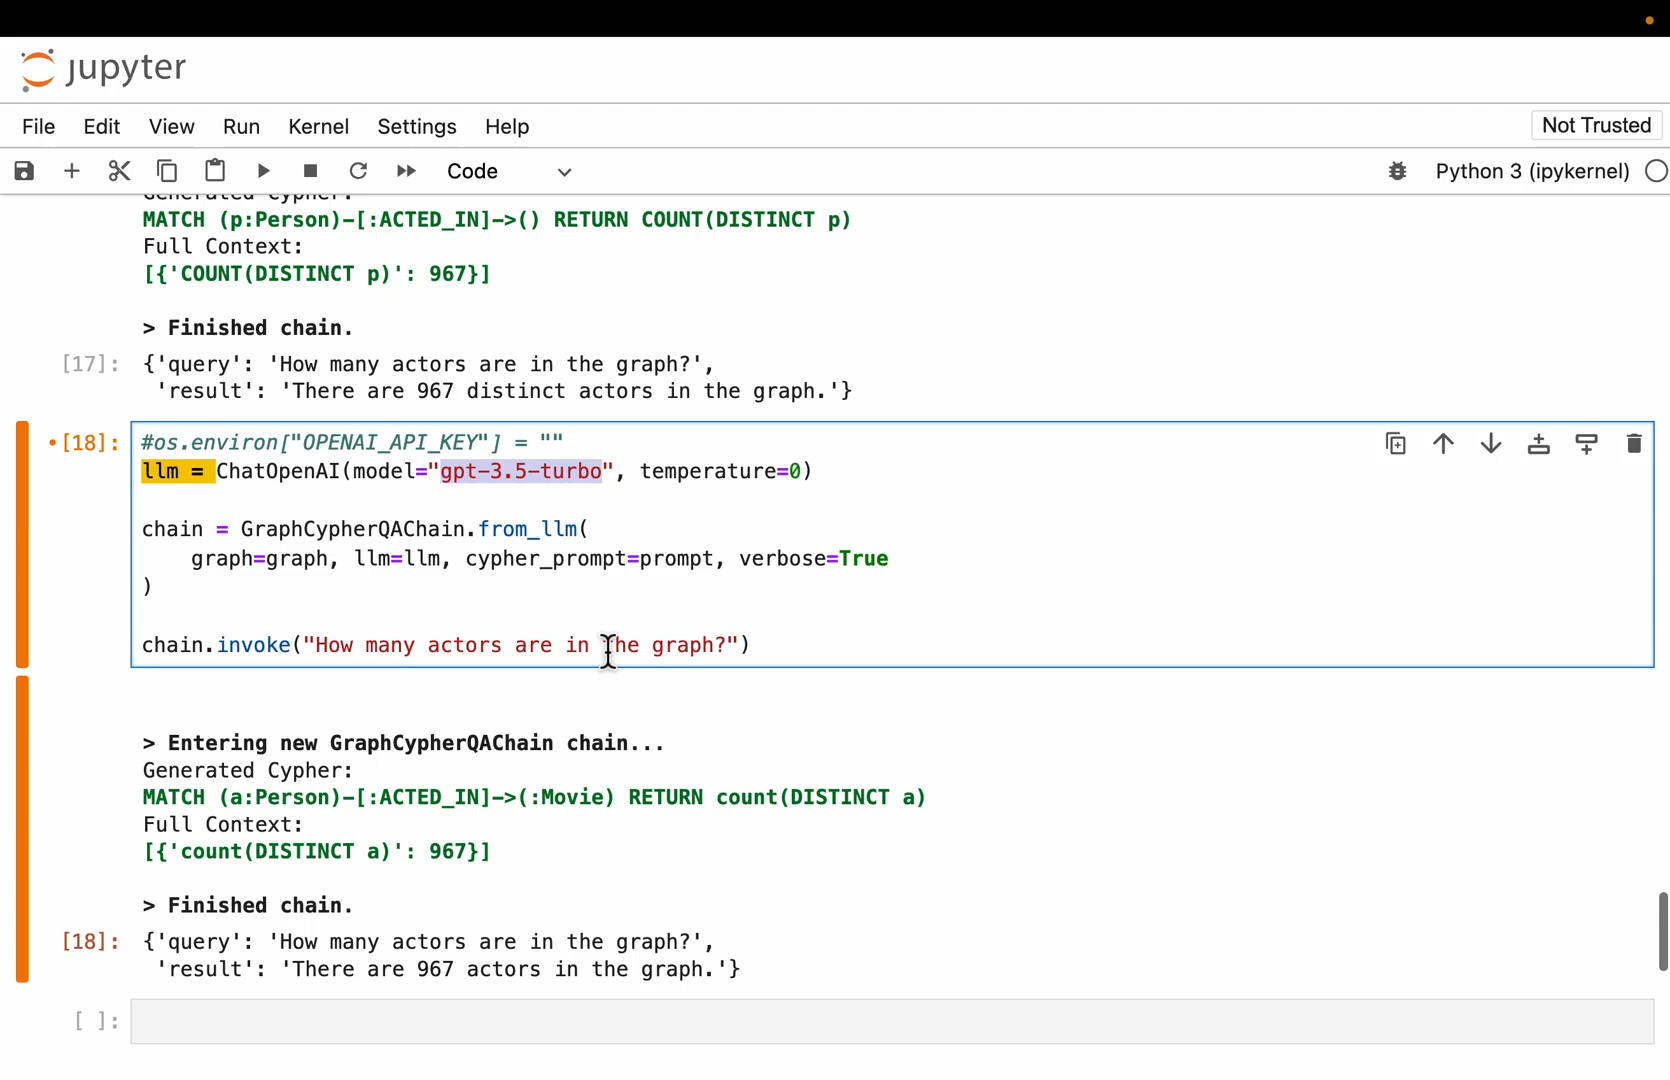 jupyter
File Edit View Run Kernel Settings Help
Not Trusted
Code
Python 3 (ipykernel)
Generated Cypher:
MATCH (p:Person)-[:ACTED_IN]->() RETURN COUNT(DISTINCT p)
Full Context:
[{'COUNT(DISTINCT p)': 967}]
> Finished chain.
[17]: {'query': 'How many actors are in the graph?',
'result': 'There are 967 distinct actors in the graph.'}
•[18]: #os.environ["OPENAI_API_KEY"] = ""
llm = ChatOpenAI(model="gpt-3.5-turbo", temperature=0)
chain = GraphCypherQAChain.from_llm(
graph=graph, llm=llm, cypher_prompt=prompt, verbose=True
)
chain.invoke("How many actors are in the graph?")
> Entering new GraphCypherQAChain chain...
Generated Cypher:
MATCH (a:Person)-[:ACTED_IN]->(:Movie) RETURN count(DISTINCT a)
Full Context:
[{'count(DISTINCT a)': 967}]
> Finished chain.
[18]: {'query': 'How many actors are in the graph?',
'result': 'There are 967 actors in the graph.'}
[ ]: